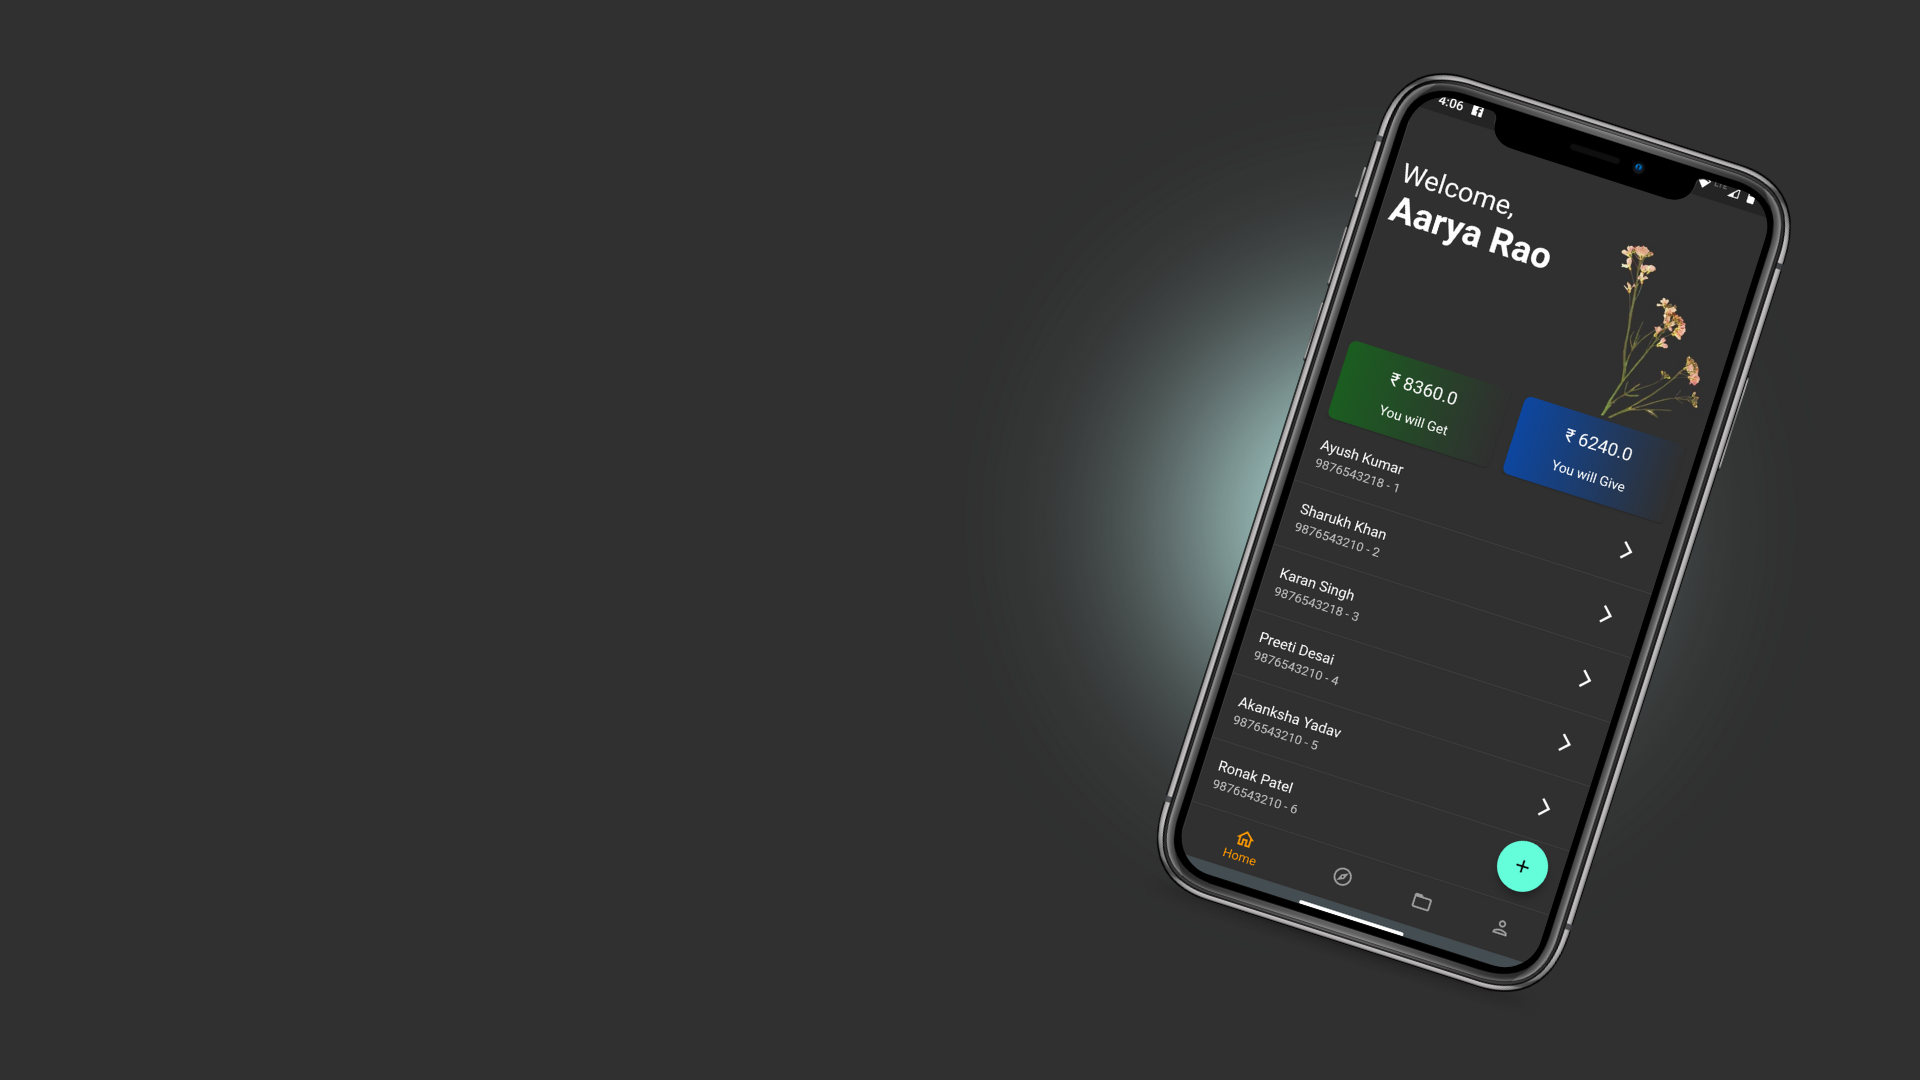 4:06
LTE
Welcome,
Aarya Rao
₹ 8360.0
You will Get
₹ 6240.0
You will Give
Ayush Kumar
9876543218 - 1
Sharukh Khan
9876543210 - 2
Karan Singh
9876543218 - 3
Preeti Desai
9876543210 - 4
Akanksha Yadav
9876543210 - 5
Ronak Patel
9876543210 - 6
Home